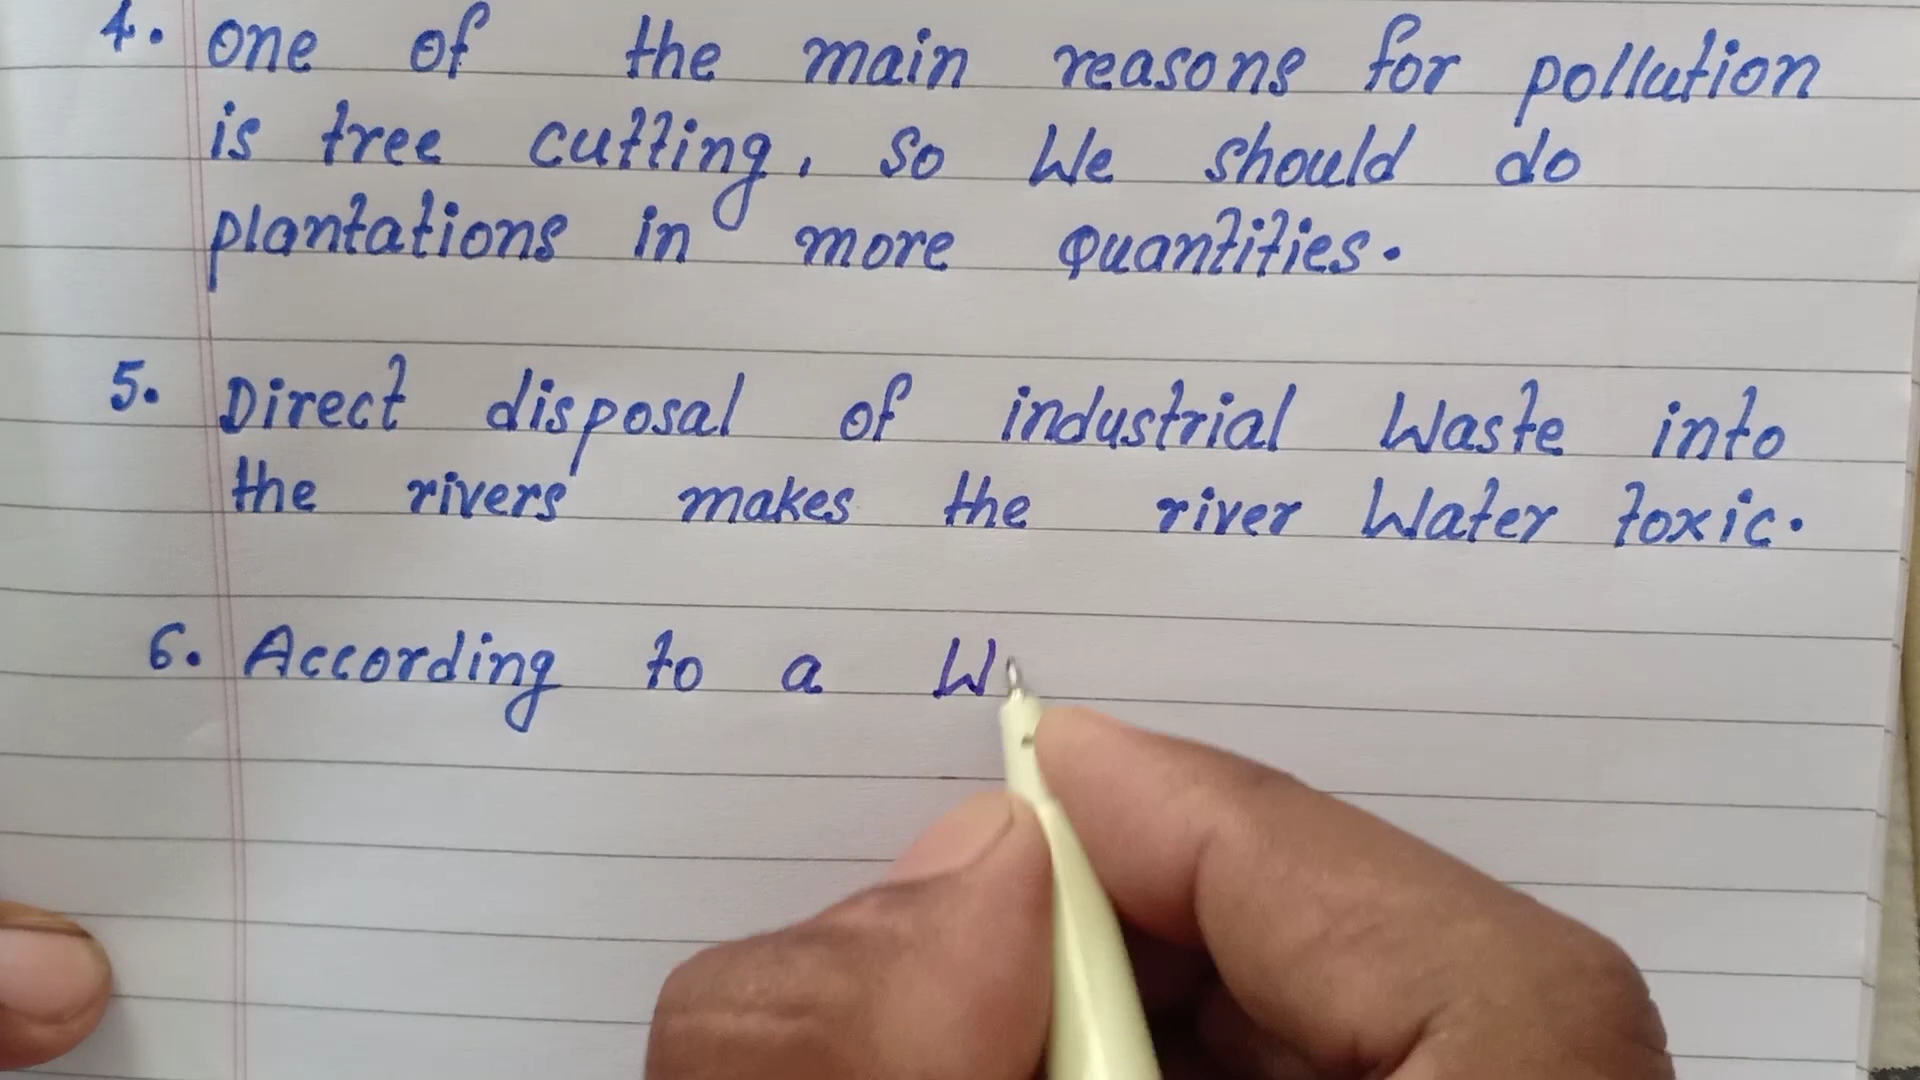 4. one of the main reasons for pollution
is tree cutting, so We should do
plantations in more Quantities.
5. Direct disposal of industrial Waste into
the rivers makes the river Water toxic.
6. According to a W